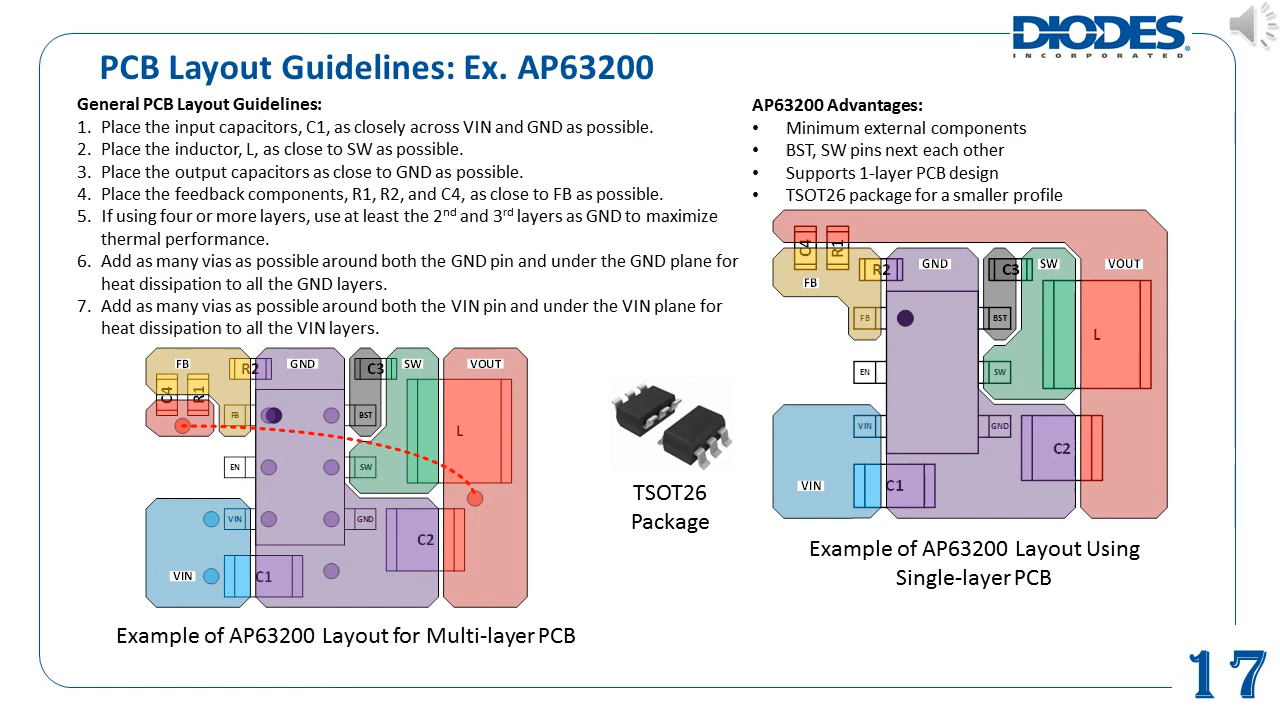 DIODES
INCORPORATED
PCB Layout Guidelines: Ex. AP63200
General PCB Layout Guidelines:
1. Place the input capacitors, C1, as closely across VIN and GND as possible.
2. Place the inductor, L, as close to SW as possible.
3. Place the output capacitors as close to GND as possible.
4. Place the feedback components, R1, R2, and C4, as close to FB as possible.
5. If using four or more layers, use at least the 2nd and 3rd layers as GND to maximize
thermal performance.
6. Add as many vias as possible around both the GND pin and under the GND plane for
heat dissipation to all the GND layers.
7. Add as many vias as possible around both the VIN pin and under the VIN plane for
heat dissipation to all the VIN layers.
FB
R2
GND
C3
SW
VOUT
C4
R1
FB
BST
L
EN
SW
VIN
GND
C2
VIN
C1
Example of AP63200 Layout for Multi-layer PCB
TSOT26
Package
AP63200 Advantages:
• Minimum external components
• BST, SW pins next each other
• Supports 1-layer PCB design
• TSOT26 package for a smaller profile
C4
R1
FB
R2
GND
C3
SW
VOUT
FB
BST
L
EN
SW
VIN
GND
C2
VIN
C1
Example of AP63200 Layout Using
Single-layer PCB
17